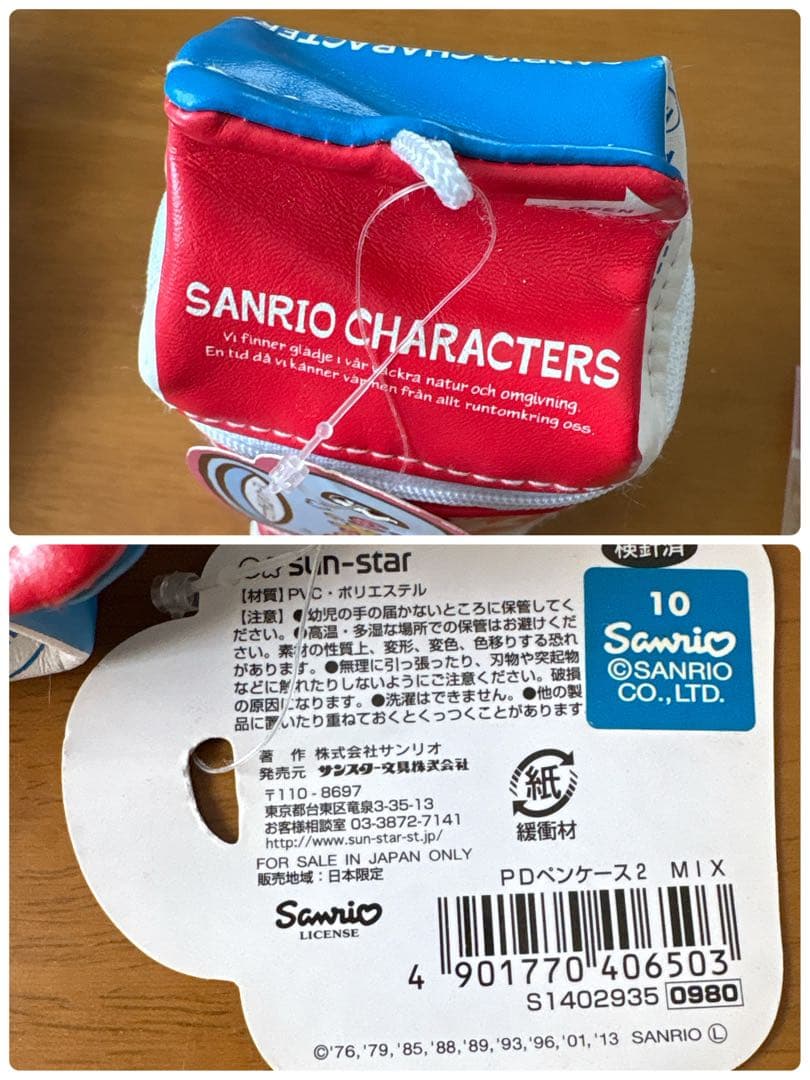 SANRIO CHARACTER
SANRIO CHARACTER
OPEN
SANRIO CHARACTERS
Vi finner glädje i vår vackra natur och omgivning.
En tid då vi känner värmen från allt runtomkring oss.
sun-star
検針済
【材質】PVC・ポリエステル
【注意】●幼児の手の届かないところに保管してく
ださい。●高温・多湿な場所での保管はお避けくだ
さい。素材の性質上、変形、変色、色移りする恐れ
があります。●無理に引っ張ったり、刃物や突起物
などに触れたりしないようにご注意ください。破損
の原因になります。●洗濯はできません。●他の製
品に置いたり重ねておくとくっつくことがあります
10
Sanrio
©SANRIO
CO.,LTD.
著 作 株式会社サンリオ
発売元 サンスター文具株式会社
〒110-8697
東京都台東区竜泉3-35-13
お客様相談室 03-3872-7141
http://www.sun-star-st.jp/
FOR SALE IN JAPAN ONLY
販売地域：日本限定
紙
緩衝材
Sanrio
LICENSE
PDペンケース2 MIX
4 901770 406503
S1402935 0980
©'76,'79,'85,'88,'89,'93,'96,'01,'13 SANRIO Ⓛ